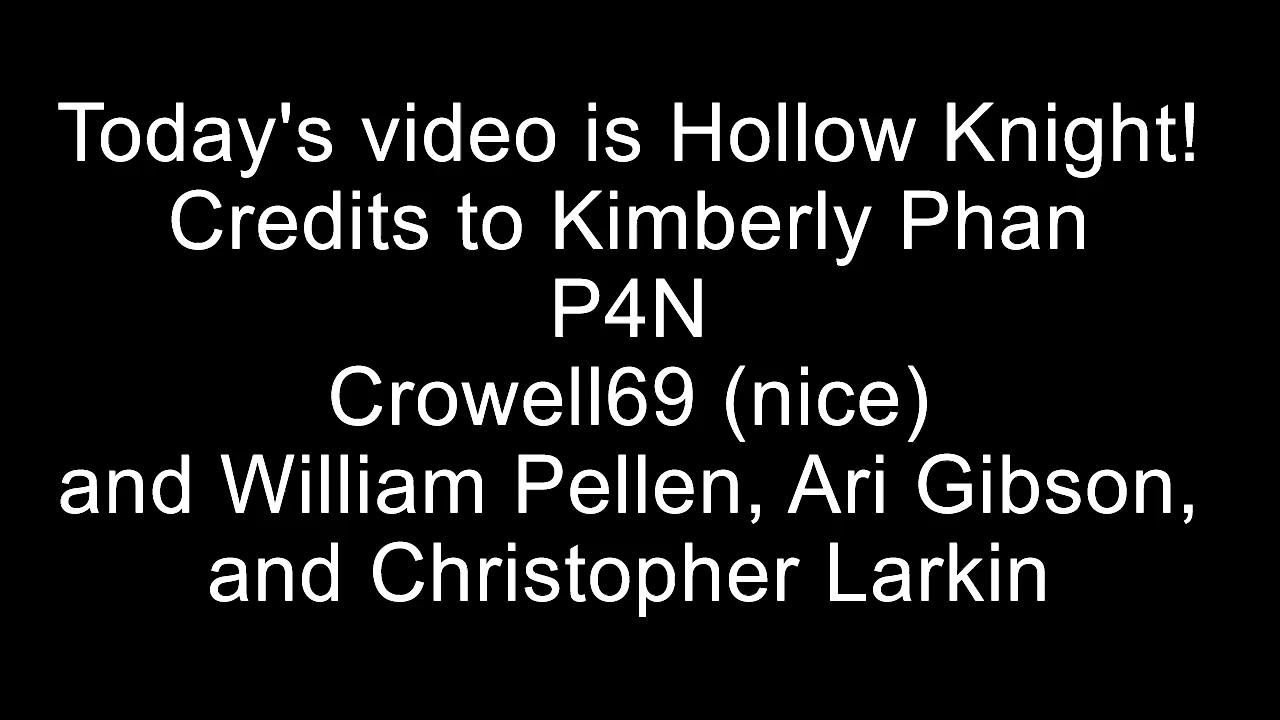 Today's video is Hollow Knight!
Credits to Kimberly Phan
P4N
Crowell69 (nice)
and William Pellen, Ari Gibson,
and Christopher Larkin